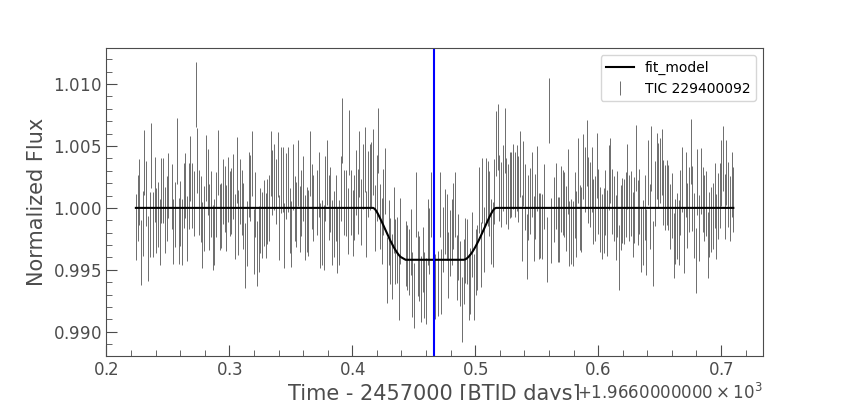 fit_model
TIC 229400092
Normalized Flux
1.010
1.005
1.000
0.995
0.990
0.2 0.3 0.4 0.5 0.6 0.7
Time - 2457000 [BTJD days]
+1.9660000000 × 10³